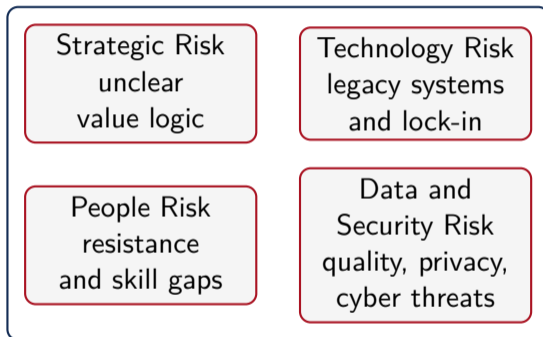 Strategic Risk
unclear
value logic
Technology Risk
legacy systems
and lock-in
People Risk
resistance
and skill gaps
Data and
Security Risk
quality, privacy,
cyber threats